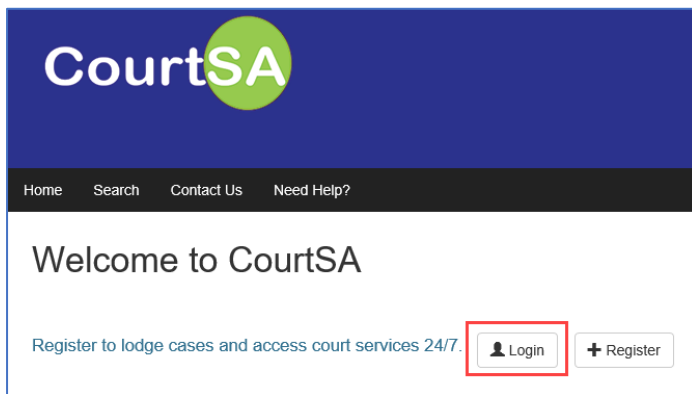 CourtSA
Home Search Contact Us Need Help?
Welcome to CourtSA
Register to lodge cases and access court services 24/7. Login Register